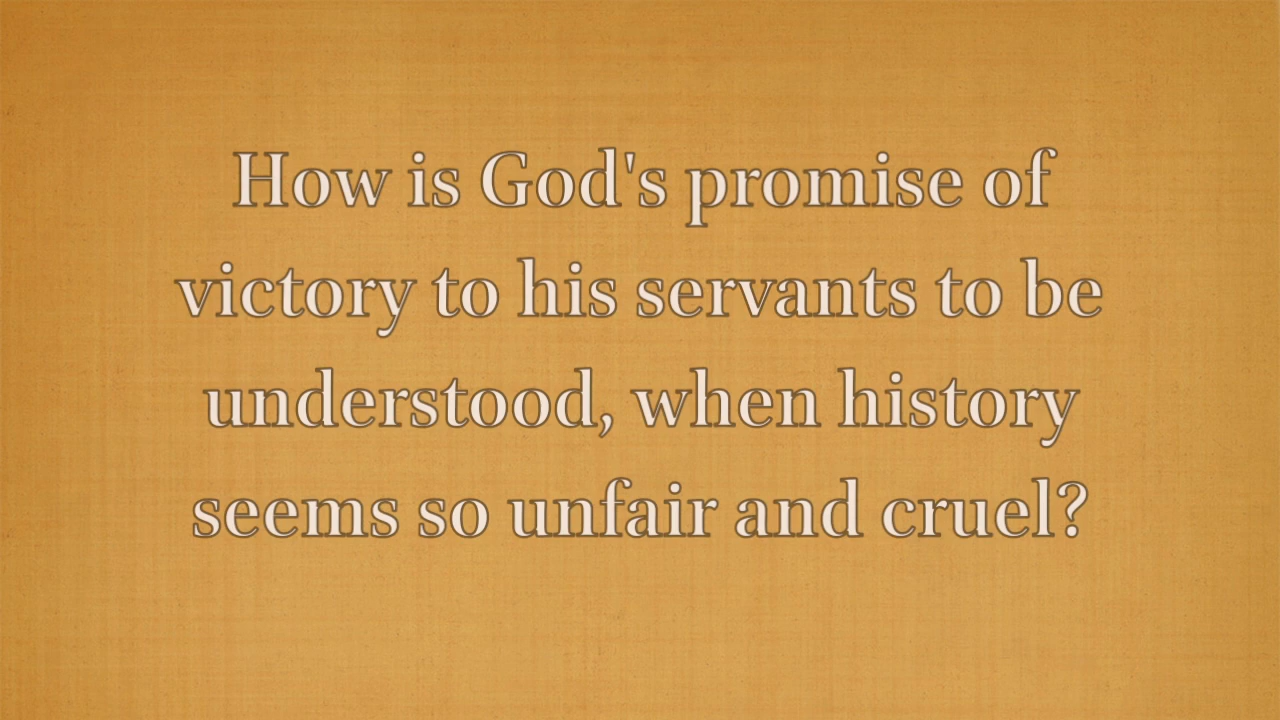 How is God's promise of
victory to his servants to be
understood, when history
seems so unfair and cruel?